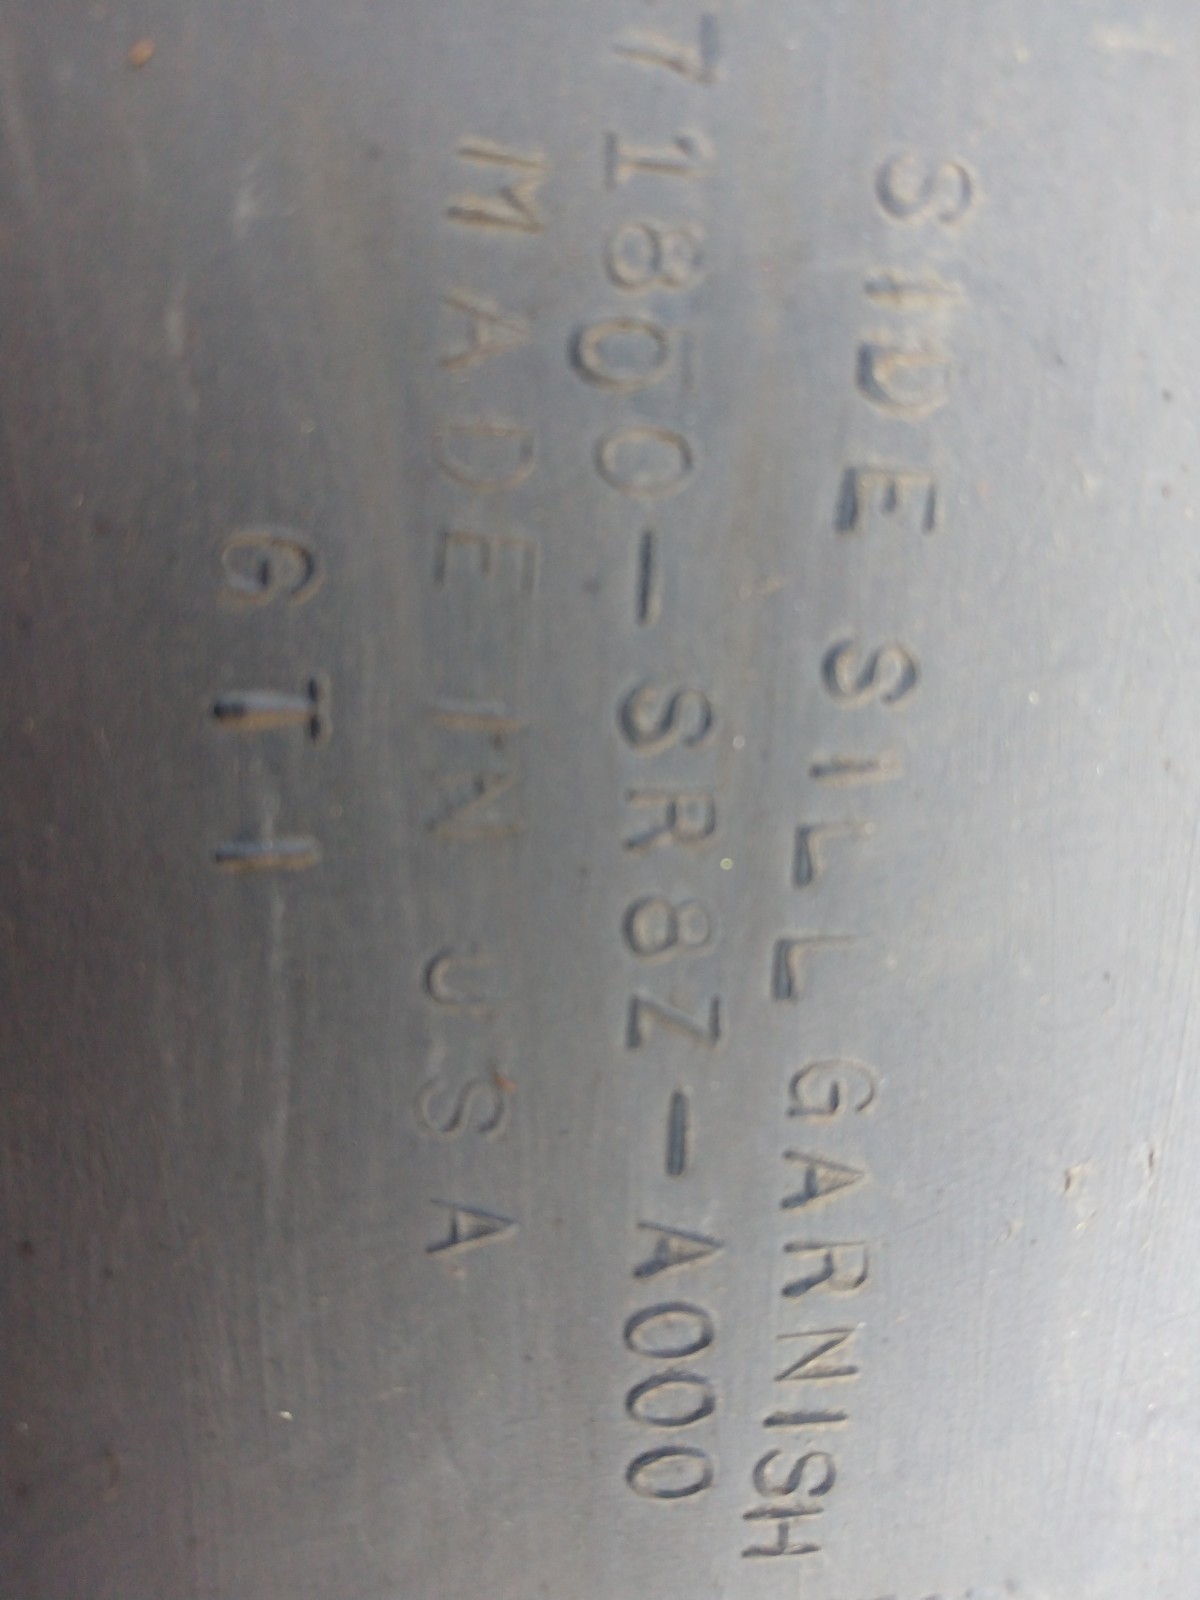 SIDE SILL GARNISH
71800-SR8Z-A000
MADE IN USA
GTI